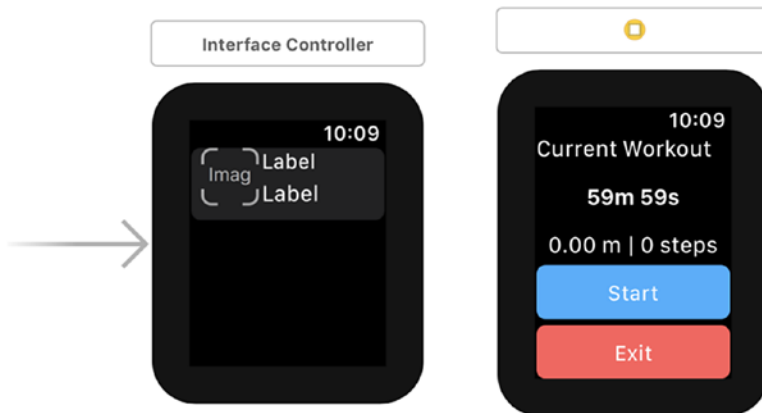 Interface Controller
10:09
Imag
Label
Label
10:09
Current Workout
59m 59s
0.00 m | 0 steps
Start
Exit